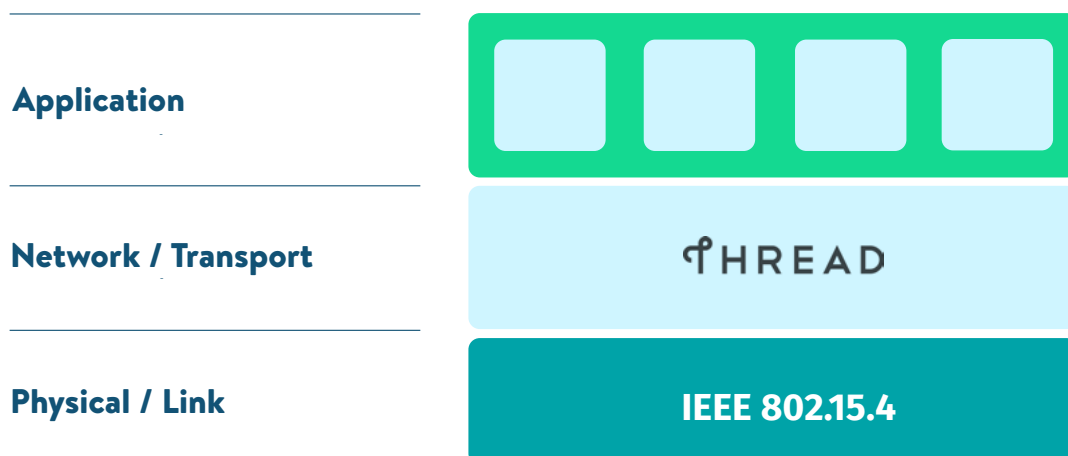 Application
Network / Transport
THREAD
Physical / Link
IEEE 802.15.4